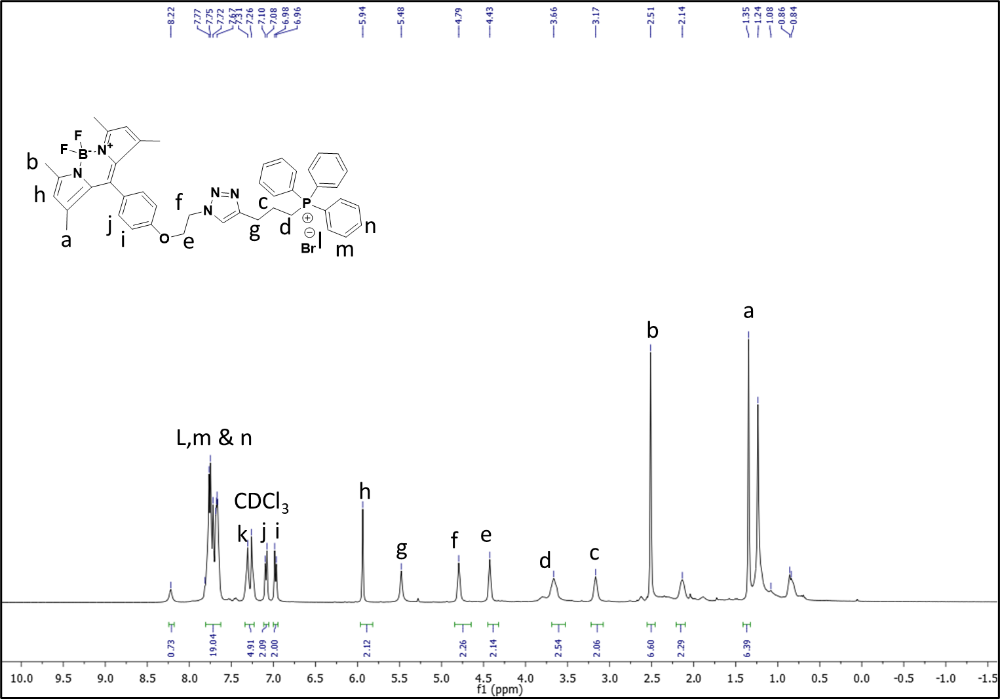 8.22 7.77 7.75 7.72 7.67 7.31 7.26 7.10 7.08 6.98 6.96 5.94 5.48 4.79 4.43 3.66 3.17 2.51 2.14 1.35 1.24 1.08 0.86 0.84
F
F B- N+
b N
h
f N=N
N
c P
+
j g d n
i O e − l
a Br m
a
b
L,m & n
h
CDCl3
k j i
g f e d c
0.73 19.04 4.91 2.09 2.00 2.12 2.26 2.14 2.54 2.06 6.60 2.29 6.39
10.0 9.5 9.0 8.5 8.0 7.5 7.0 6.5 6.0 5.5 5.0 4.5 4.0 3.5 3.0 2.5 2.0 1.5 1.0 0.5 0.0 -0.5 -1.0 -1.5
f1 (ppm)